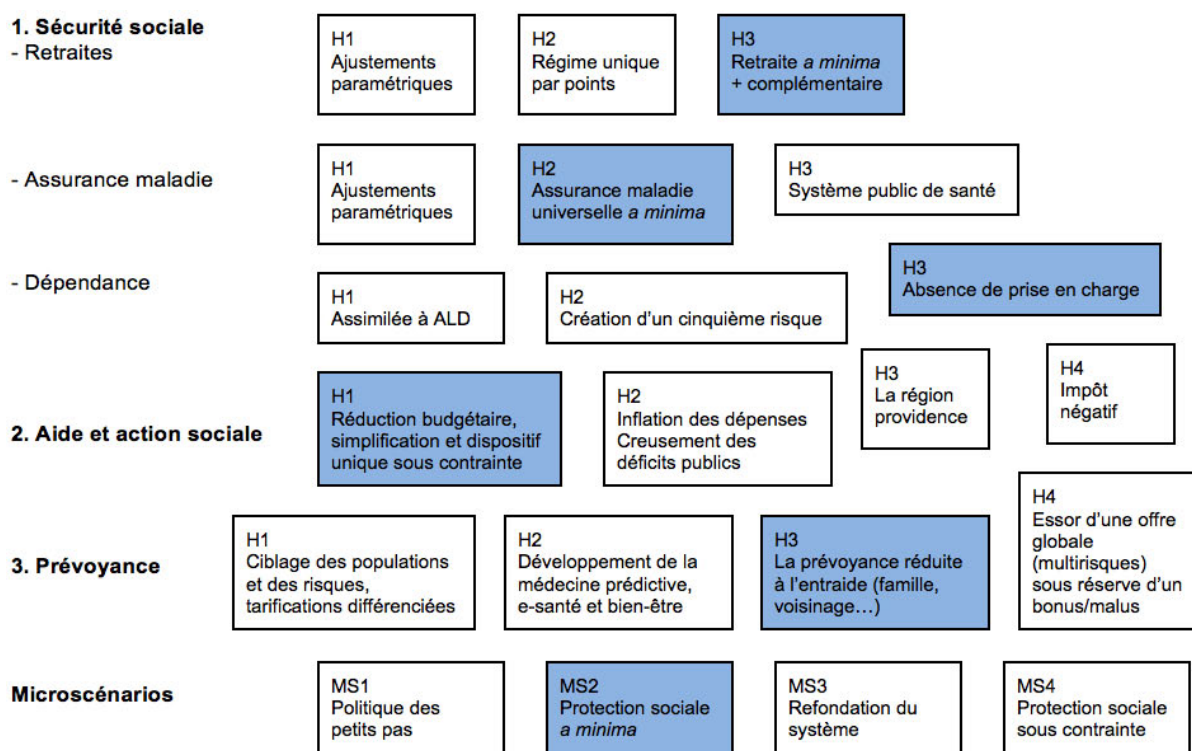 1. Sécurité sociale
- Retraites
H1
Ajustements
paramétriques
H2
Régime unique
par points
H3
Retraite a minima
+ complémentaire
- Assurance maladie
H1
Ajustements
paramétriques
H2
Assurance maladie
universelle a minima
H3
Système public de santé
- Dépendance
H1
Assimilée à ALD
H2
Création d'un cinquième risque
H3
Absence de prise en charge
2. Aide et action sociale
H1
Réduction budgétaire,
simplification et dispositif
unique sous contrainte
H2
Inflation des dépenses
Creusement des
déficits publics
H3
La région
providence
H4
Impôt
négatif
3. Prévoyance
H1
Ciblage des populations
et des risques,
tarifications différenciées
H2
Développement de la
médecine prédictive,
e-santé et bien-être
H3
La prévoyance réduite
à l'entraide (famille,
voisinage…)
H4
Essor d'une offre
globale
(multirisques)
sous réserve d'un
bonus/malus
Microscénarios
MS1
Politique des
petits pas
MS2
Protection sociale
a minima
MS3
Refondation du
système
MS4
Protection sociale
sous contrainte